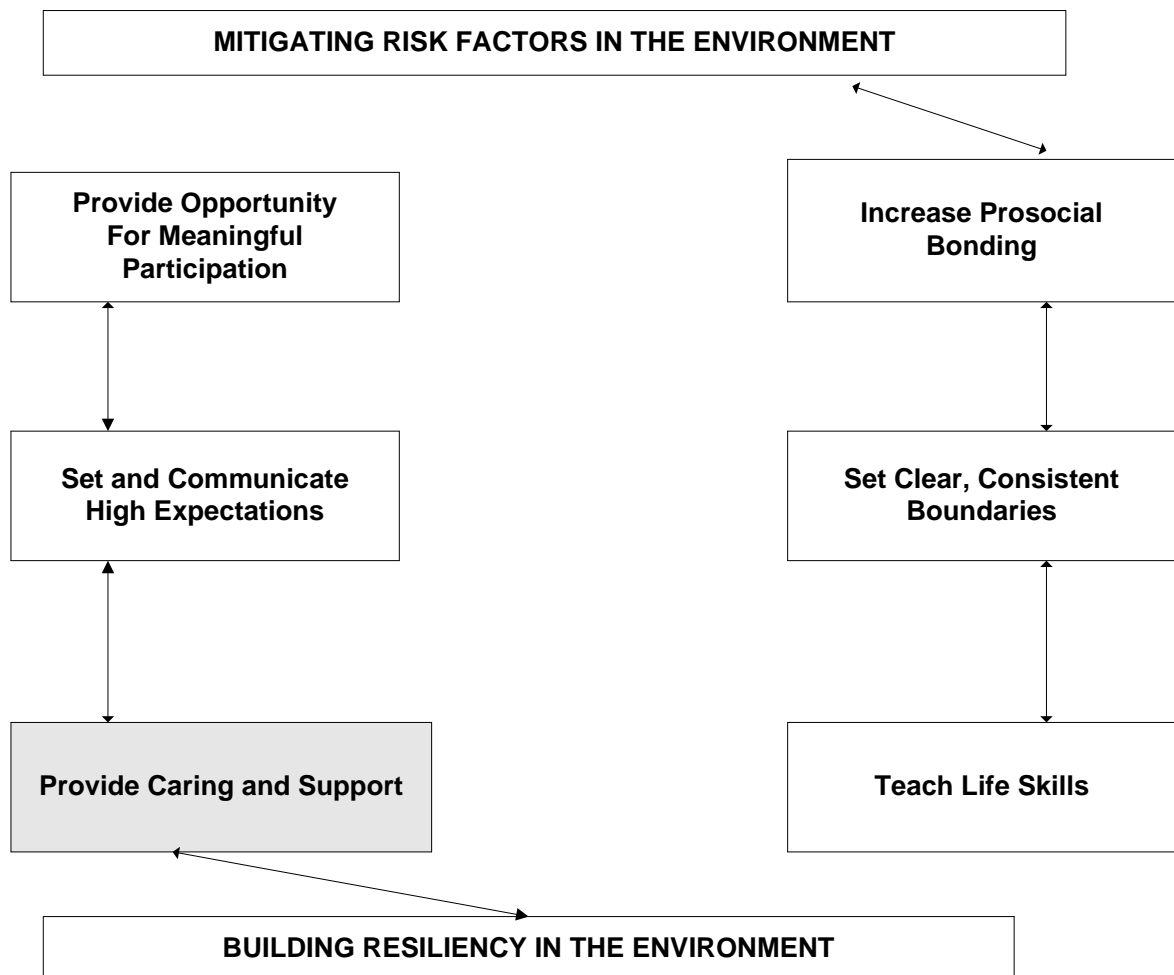 MITIGATING RISK FACTORS IN THE ENVIRONMENT
Provide Opportunity
For Meaningful
Participation
Increase Prosocial
Bonding
Set and Communicate
High Expectations
Set Clear, Consistent
Boundaries
Provide Caring and Support
Teach Life Skills
BUILDING RESILIENCY IN THE ENVIRONMENT